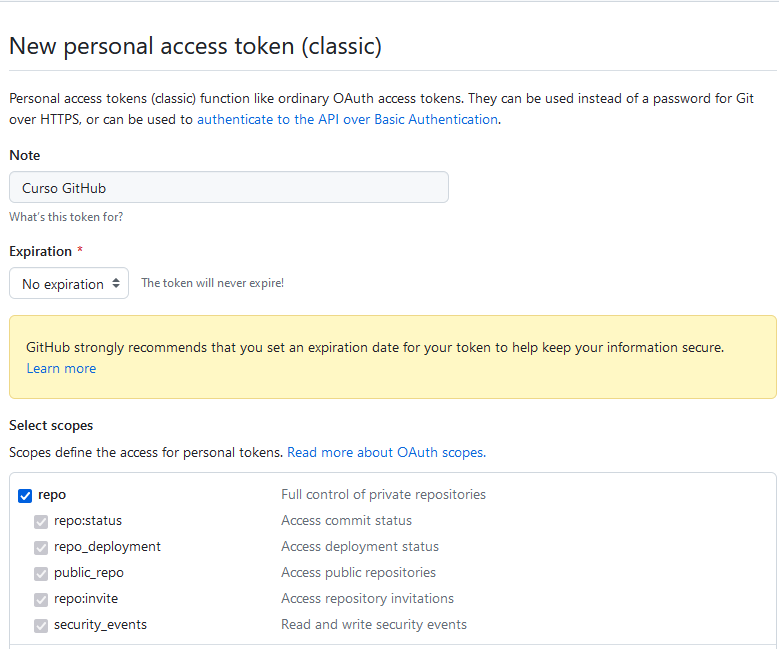 New personal access token (classic)
Personal access tokens (classic) function like ordinary OAuth access tokens. They can be used instead of a password for Git
over HTTPS, or can be used to authenticate to the API over Basic Authentication.
Note
Curso GitHub
What's this token for?
Expiration *
No expiration The token will never expire!
GitHub strongly recommends that you set an expiration date for your token to help keep your information secure.
Learn more
Select scopes
Scopes define the access for personal tokens. Read more about OAuth scopes.
repo Full control of private repositories
repo:status Access commit status
repo_deployment Access deployment status
public_repo Access public repositories
repo:invite Access repository invitations
security_events Read and write security events